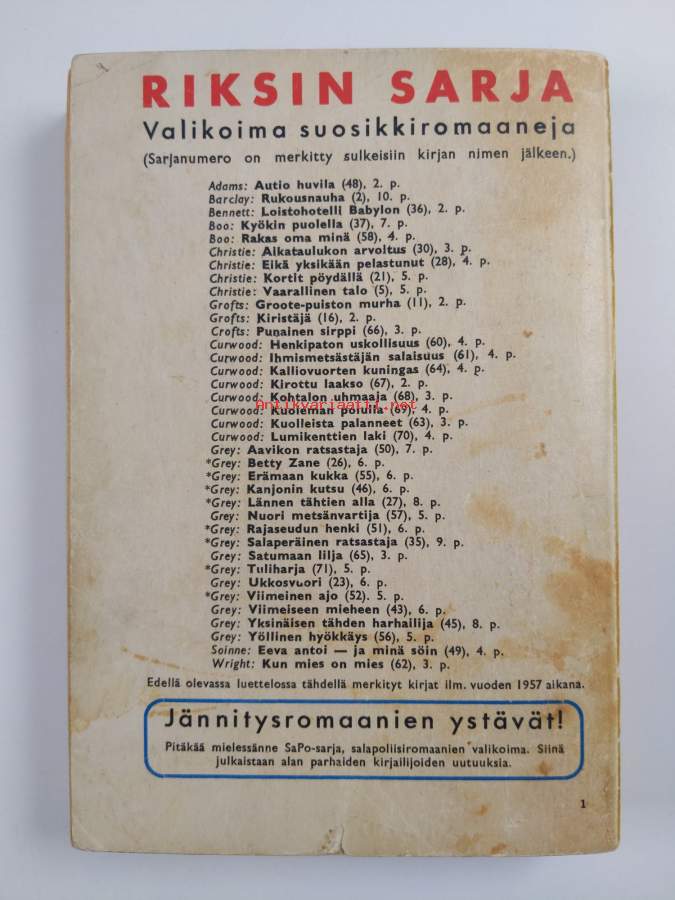 RIKSIN SARJA
Valikoima suosikkiromaaneja
(Sarjanumero on merkitty sulkeisiin kirjan nimen jälkeen.)
Adams: Autio huvila (48), 2. p.
Barclay: Rukousnauha (2), 10. p.
Bennett: Loistohotelli Babylon (36), 2. p.
Boo: Kyökin puolella (37), 7. p.
Boo: Rakas oma minä (58), 4. p.
Christie: Aikataulukon arvoitus (30), 3. p.
Christie: Eikä yksikään pelastunut (28), 4. p.
Christie: Kortit pöydällä (21), 5. p.
Christie: Vaarallinen talo (5), 5. p.
Grofts: Groote-puiston murha (11), 2. p.
Grofts: Kiristäjä (16), 2. p.
Crofts: Punainen sirppi (66), 3. p.
Curwood: Henkipaton uskollisuus (60), 4. p.
Curwood: Ihmismetsästäjän salaisuus (61), 4. p.
Curwood: Kalliovuorten kuningas (64), 4. p.
Curwood: Kirottu laakso (67), 2. p.
Curwood: Kohtalon uhmaaja (68), 3. p.
Antikvariaatti.net
Curwood: Kuoleman polulla (69), 4. p.
Curwood: Kuolleista palanneet (63), 3. p.
Curwood: Lumikenttien laki (70), 4. p.
Grey: Aavikon ratsastaja (50), 7. p.
*Grey: Betty Zane (26), 6. p.
*Grey: Erämaan kukka (55), 6. p.
*Grey: Kanjonin kutsu (46), 6. p.
*Grey: Lännen tähtien alla (27), 8. p.
Grey: Nuori metsänvartija (57), 5. p.
*Grey: Rajaseudun henki (51), 6. p.
*Grey: Salaperäinen ratsastaja (35), 9. p.
Grey: Satumaan lilja (65), 3. p.
*Grey: Tuliharja (71), 5. p.
Grey: Ukkosvuori (23), 6. p.
*Grey: Viimeinen ajo (52). 5. p.
Grey: Viimeiseen mieheen (43), 6. p.
Grey: Yksinäisen tähden harhailija (45), 8. p.
Grey: Yöllinen hyökkäys (56), 5. p.
Soinne: Eeva antoi — ja minä söin (49), 4. p.
Wright: Kun mies on mies (62), 3. p.
Edellä olevassa luettelossa tähdellä merkityt kirjat ilm. vuoden 1957 aikana.
Jännitysromaanien ystävät!
Pitäkää mielessänne SaPo-sarja, salapoliisiromaanien valikoima. Siinä
julkaistaan alan parhaiden kirjailijoiden uutuuksia.
1